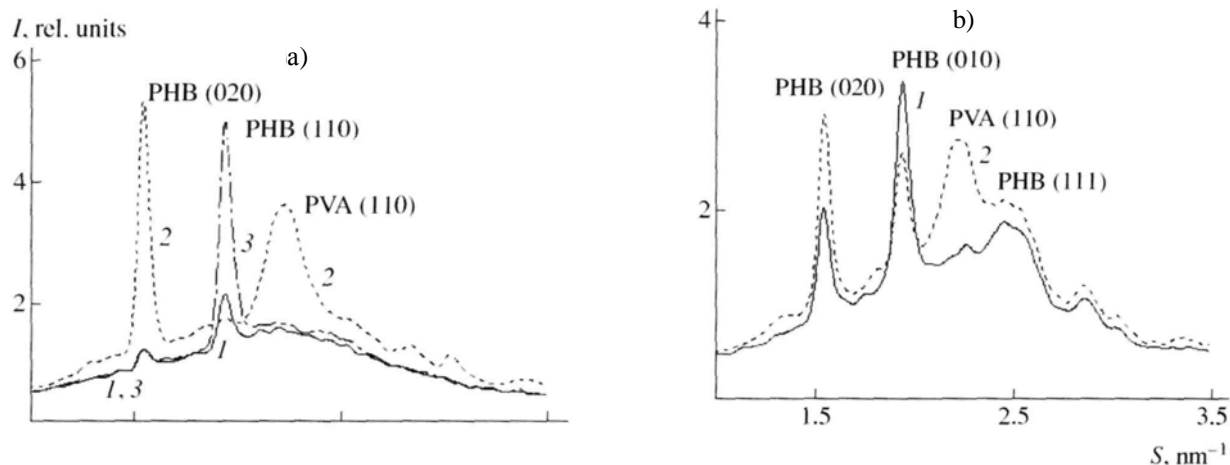 I, rel. units
a)
6
4
2
PHB (020)
PHB (110)
PVA (110)
2
3
2
1
1, 3
b)
4
2
PHB (020)
PHB (010)
1
PVA (110)
2
PHB (111)
1.5
2.5
3.5
S, nm⁻¹